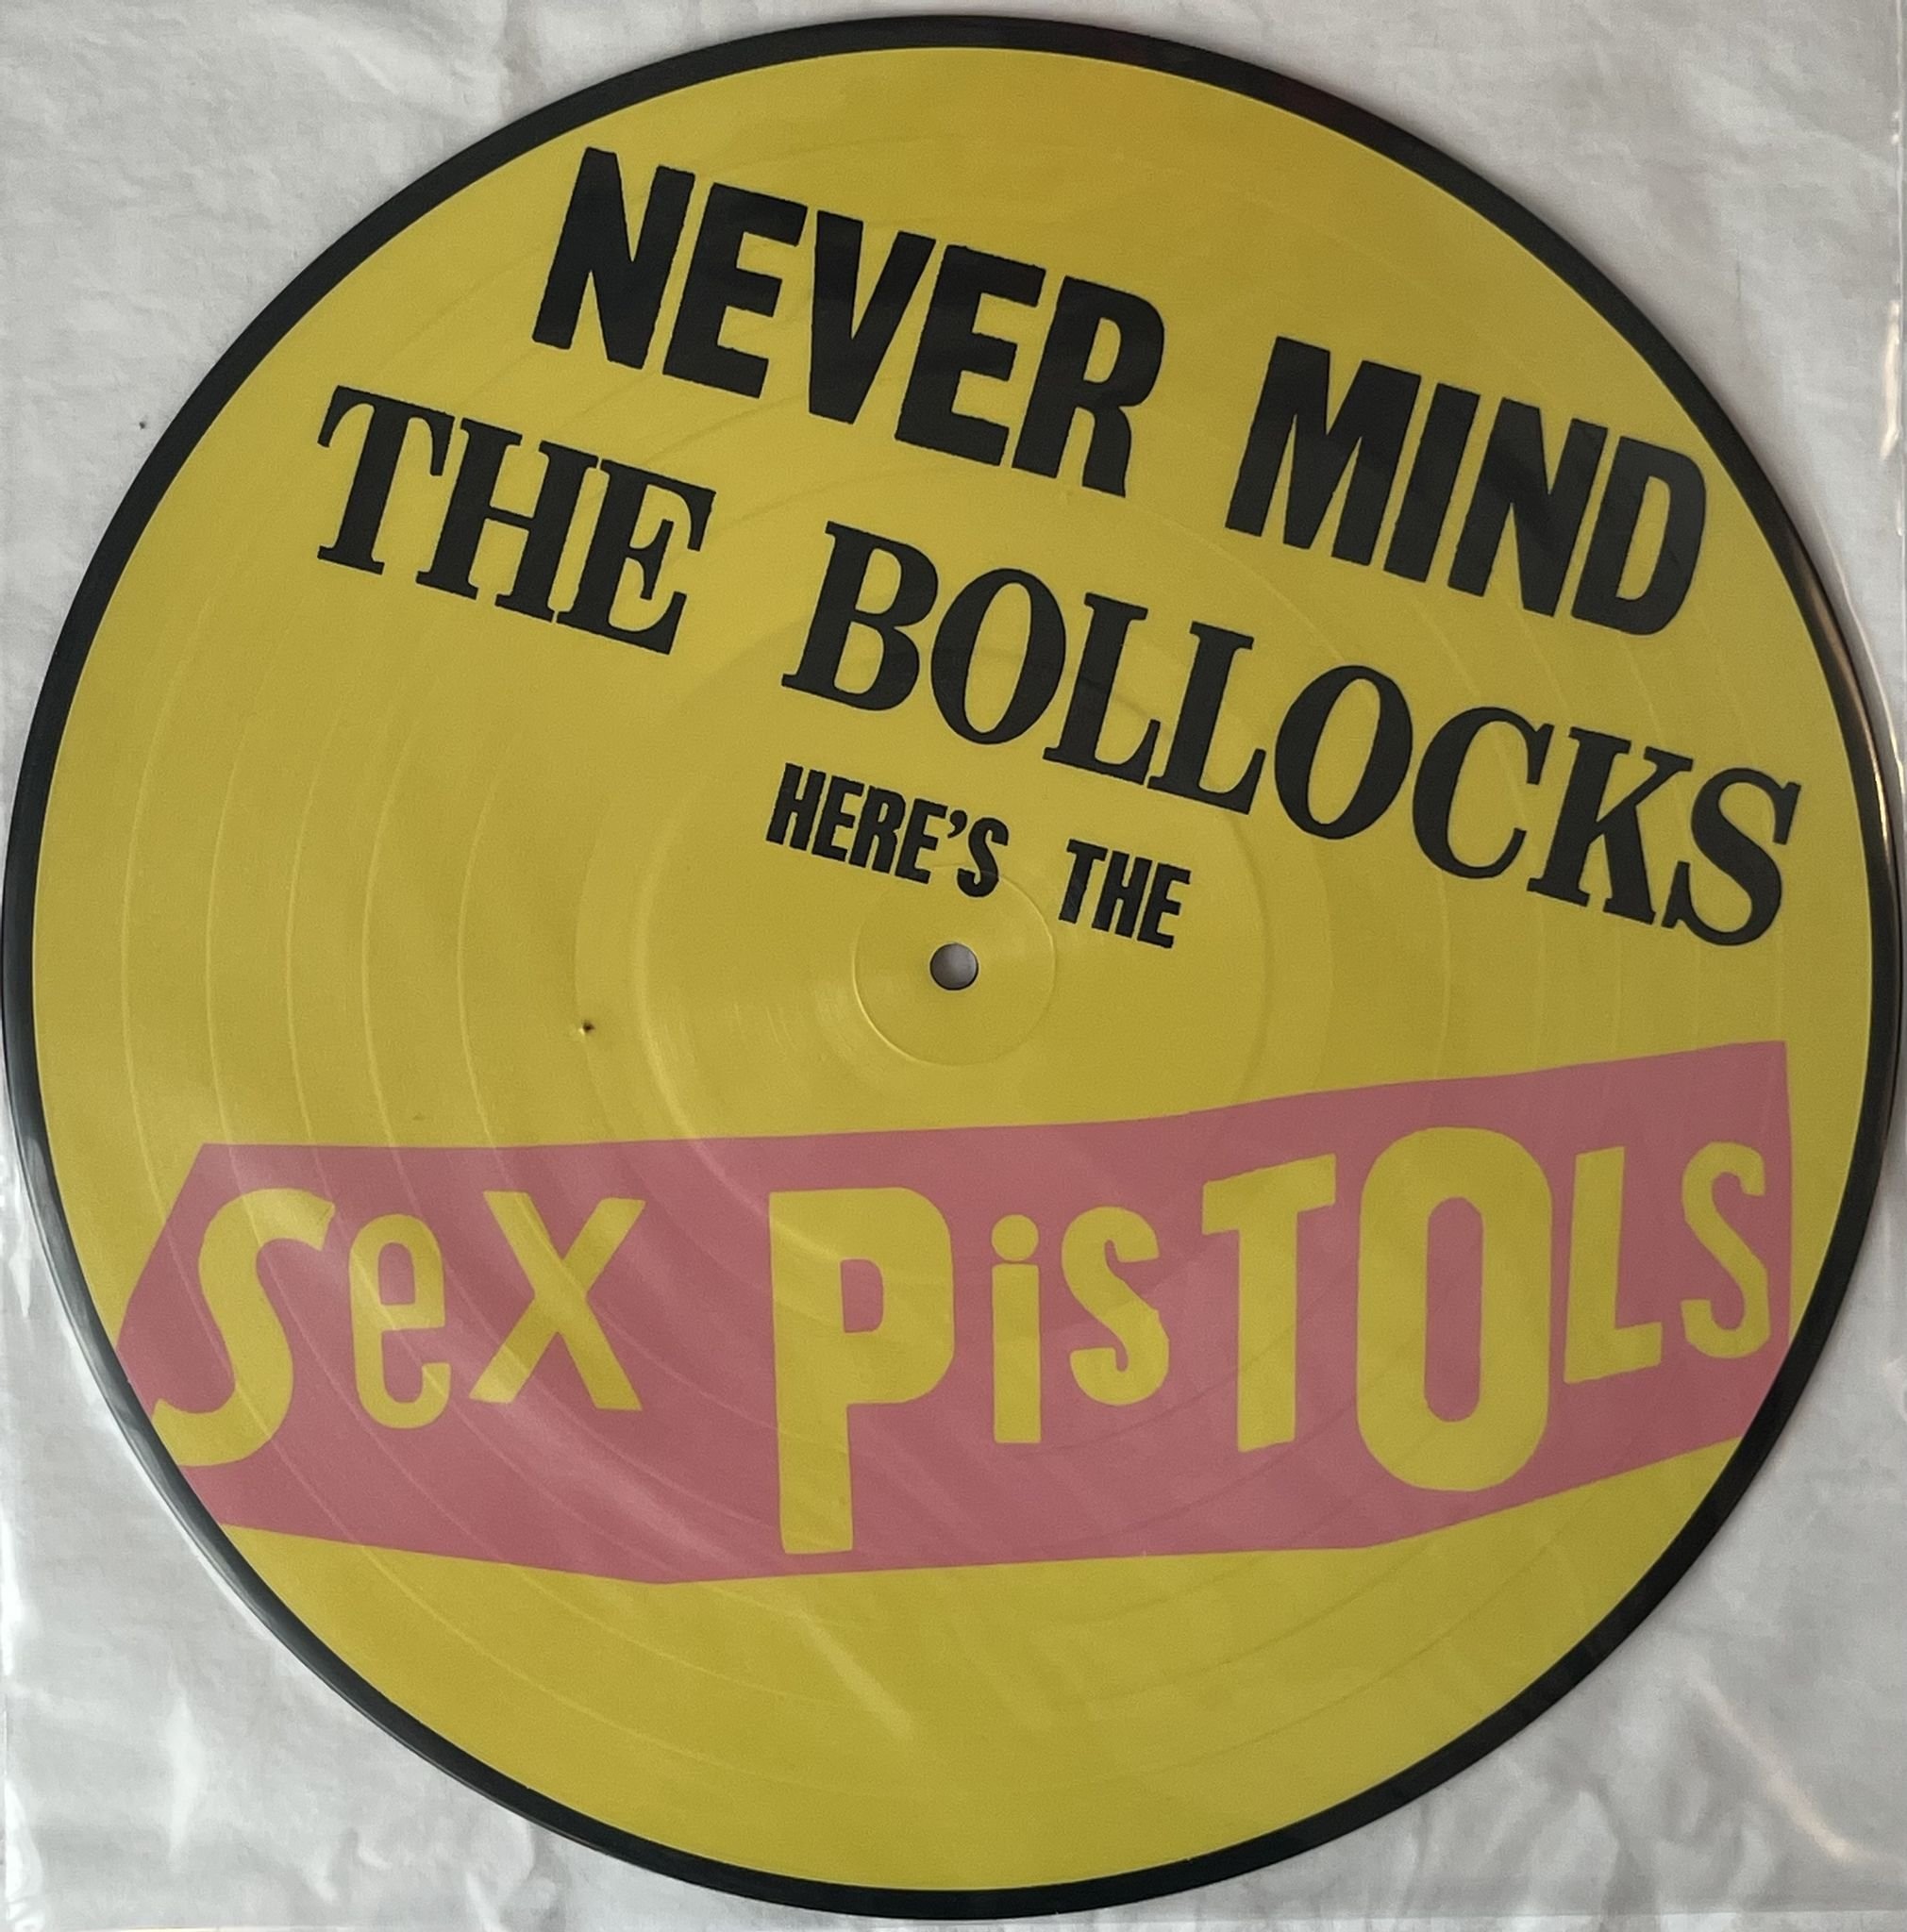 NEVER MIND
THE BOLLOCKS
HERE'S THE
Sex PisTOLS